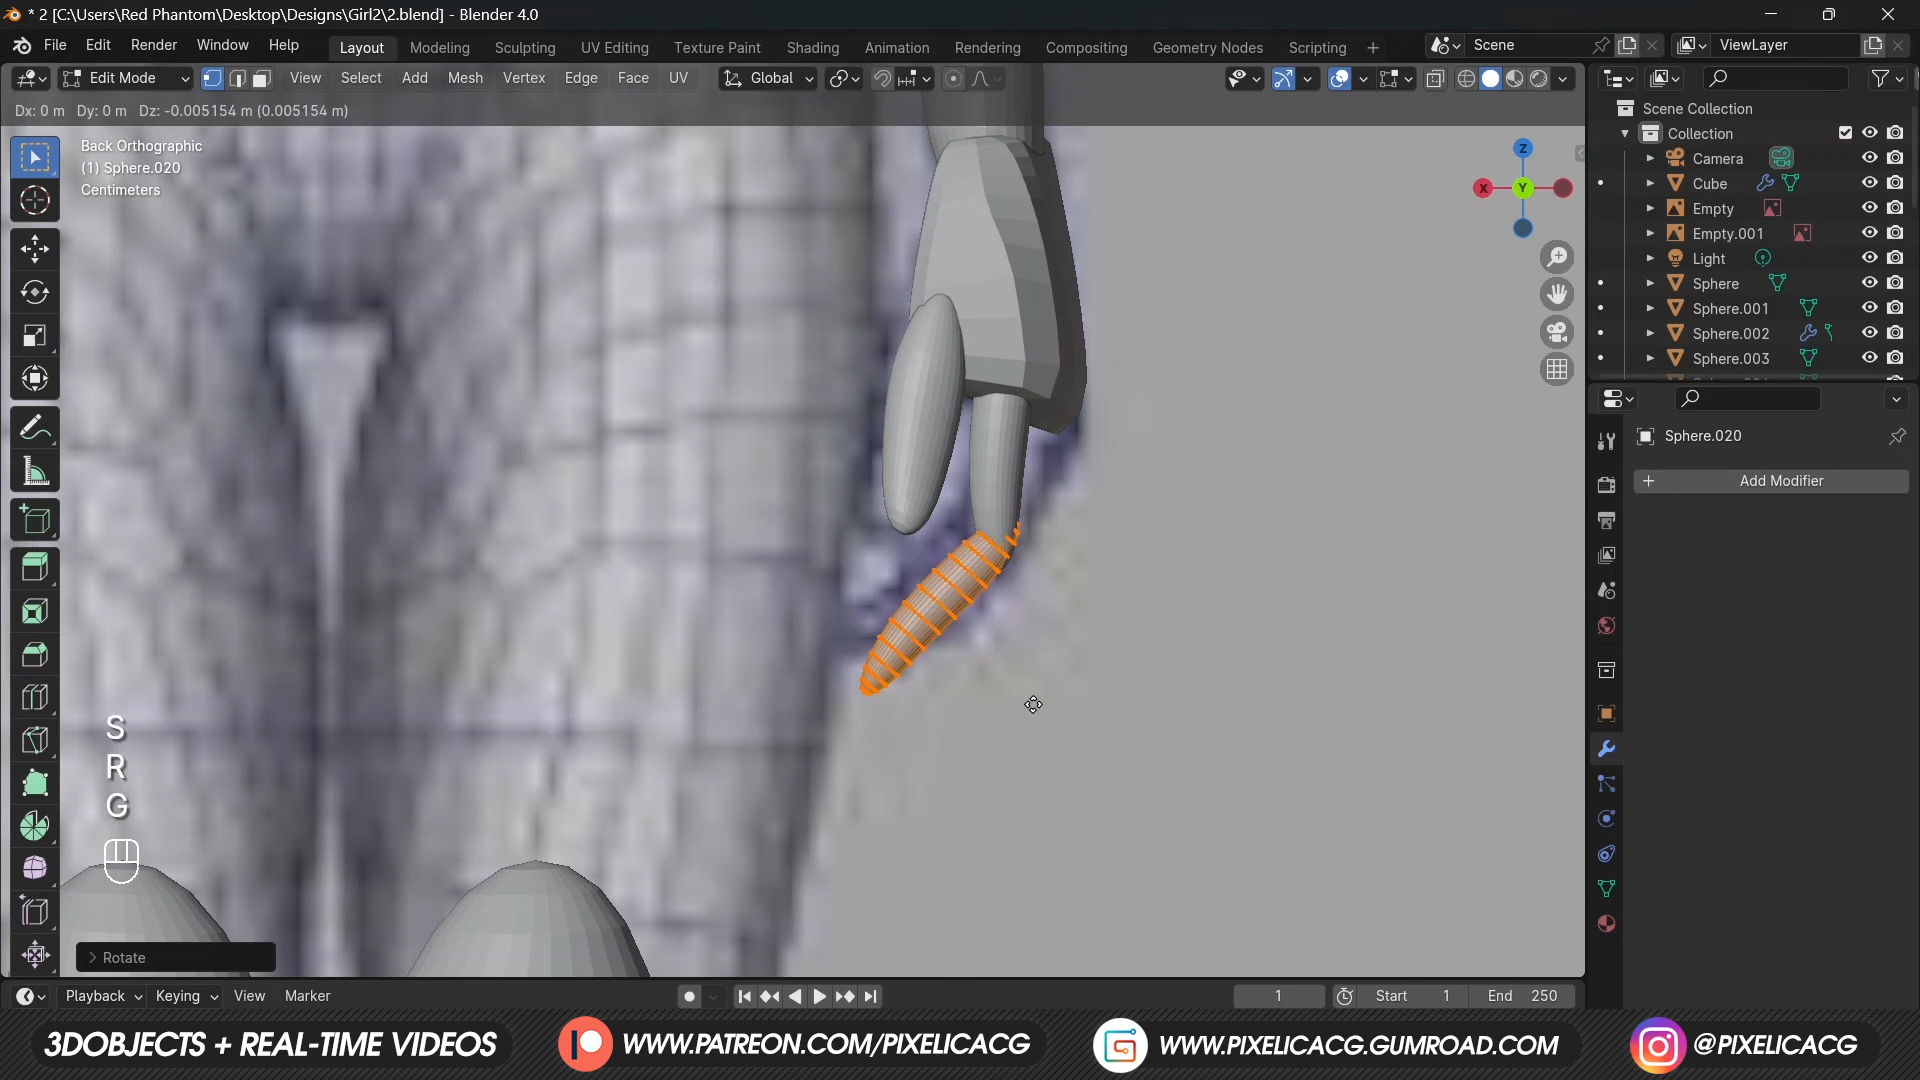 * 2 [C:\Users\Red Phantom\Desktop\Designs\Girl2\2.blend] - Blender 4.0
File Edit Render Window Help Layout Modeling Sculpting UV Editing Texture Paint Shading Animation Rendering Compositing Geometry Nodes Scripting + Scene ViewLayer
Edit Mode View Select Add Mesh Vertex Edge Face UV Global
Dx: 0 m Dy: 0 m Dz: -0.005154 m (0.005154 m)
Back Orthographic
(1) Sphere.020
Centimeters
Z
X Y
Scene Collection
Collection
Camera
Cube
Empty
Empty.001
Light
Sphere
Sphere.001
Sphere.002
Sphere.003
Sphere.020
+ Add Modifier
S
R
G
> Rotate
Playback Keying View Marker 1 Start 1 End 250
3DOBJECTS + REAL-TIME VIDEOS WWW.PATREON.COM/PIXELICACG WWW.PIXELICACG.GUMROAD.COM @PIXELICACG